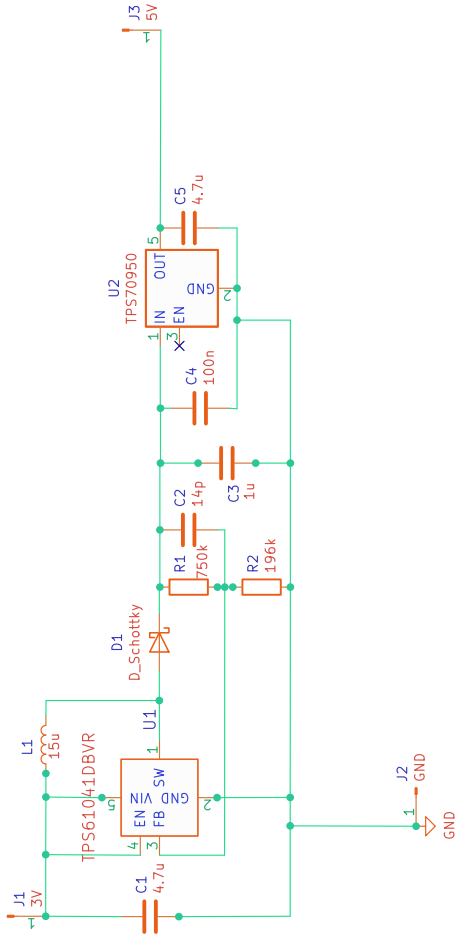 J3
5V
1
C5
4.7u
5
U2
TPS70950
OUT
GND
2
IN
EN
1
3
C4
100n
C3
1u
C2
14p
R1
750k
R2
196k
D1
D_Schottky
L1
15u
U1
TPS61041DBVR
1
SW
5
VIN
GND
2
EN
FB
4
3
J2
GND
1
GND
J1
3V
1
C1
4.7u